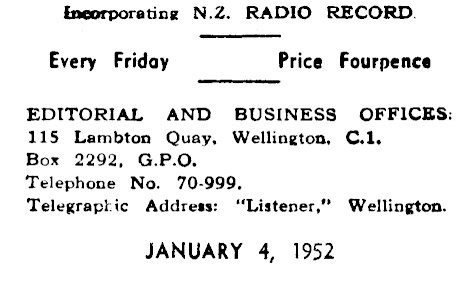 Incorporating N.Z. RADIO RECORD.
Every Friday Price Fourpence
EDITORIAL AND BUSINESS OFFICES:
115 Lambton Quay, Wellington, C.1.
Box 2292, G.P.O.
Telephone No. 70-999.
Telegraphic Address: "Listener," Wellington.
JANUARY 4, 1952